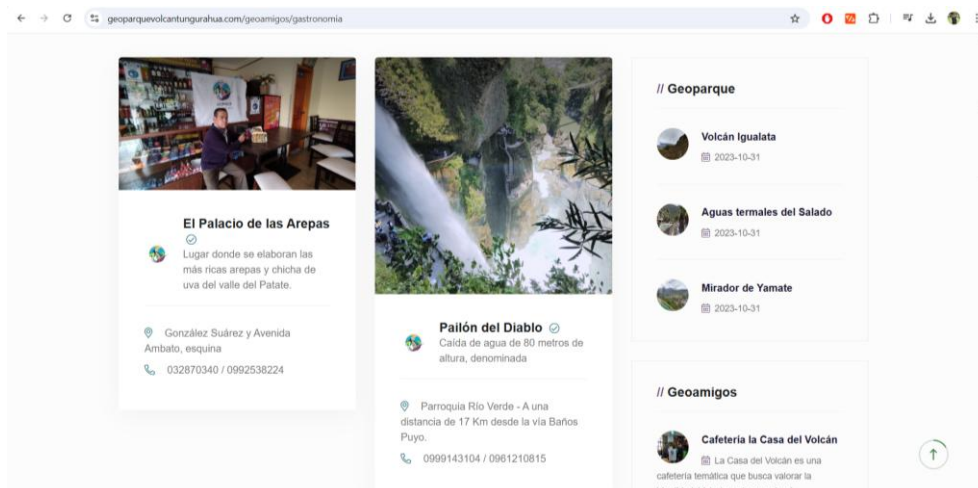 geoparquevolcantungurahua.com/geoamigos/gastronomia
El Palacio de las Arepas
Lugar donde se elaboran las
más ricas arepas y chicha de
uva del valle del Patate.
González Suárez y Avenida
Ambato, esquina
032870340 / 0992538224
Pailón del Diablo
Caída de agua de 80 metros de
altura, denominada
Parroquia Río Verde - A una
distancia de 17 Km desde la vía Baños
Puyo.
0999143104 / 0961210815
// Geoparque
Volcán Igualata
2023-10-31
Aguas termales del Salado
2023-10-31
Mirador de Yamate
2023-10-31
// Geoamigos
Cafetería la Casa del Volcán
La Casa del Volcán es una
cafetería temática que busca valorar la